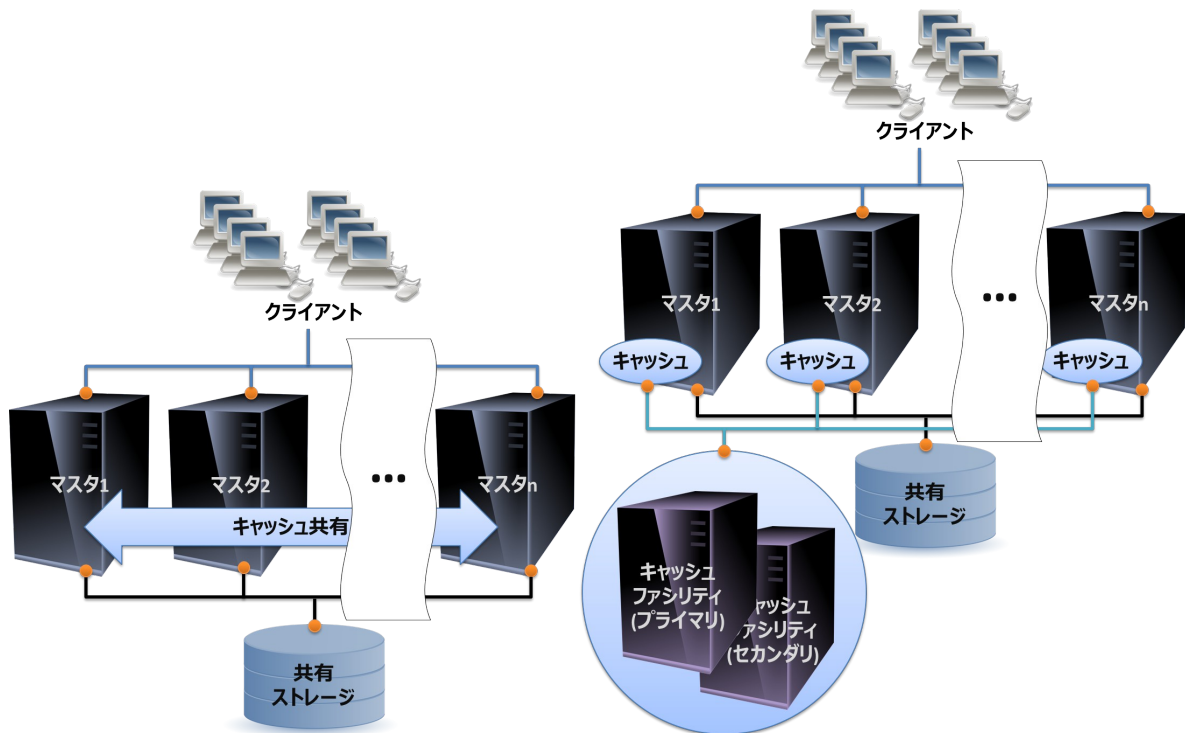 クライアント
マスタ1
マスタ2
•••
マスタn
キャッシュ共有
共有
ストレージ
クライアント
マスタ1
マスタ2
•••
マスタn
キャッシュ
キャッシュ
キャッシュ
共有
ストレージ
キャッシュ
ファシリティ
(プライマリ)
ャッシュ
ァシリティ
(セカンダリ)